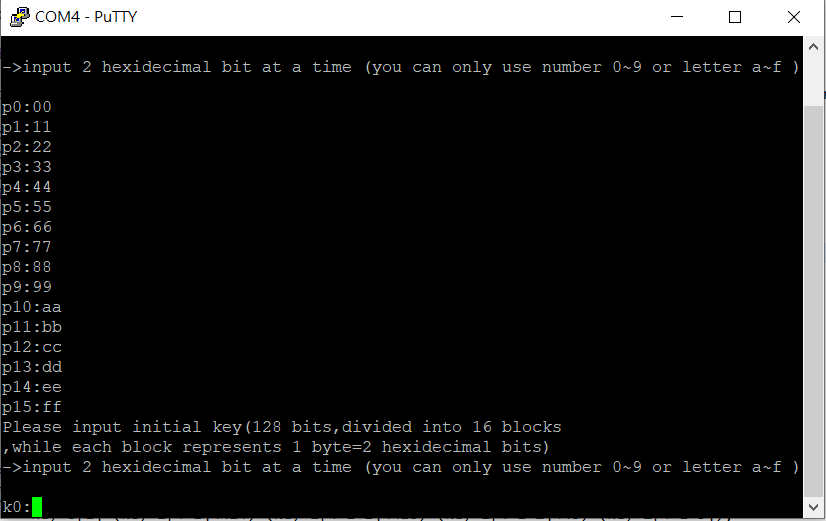 COM4 - PuTTY
->input 2 hexidecimal bit at a time (you can only use number 0~9 or letter a~f )
p0:00
p1:11
p2:22
p3:33
p4:44
p5:55
p6:66
p7:77
p8:88
p9:99
p10:aa
p11:bb
p12:cc
p13:dd
p14:ee
p15:ff
Please input initial key(128 bits,divided into 16 blocks
,while each block represents 1 byte=2 hexidecimal bits)
->input 2 hexidecimal bit at a time (you can only use number 0~9 or letter a~f )
k0: